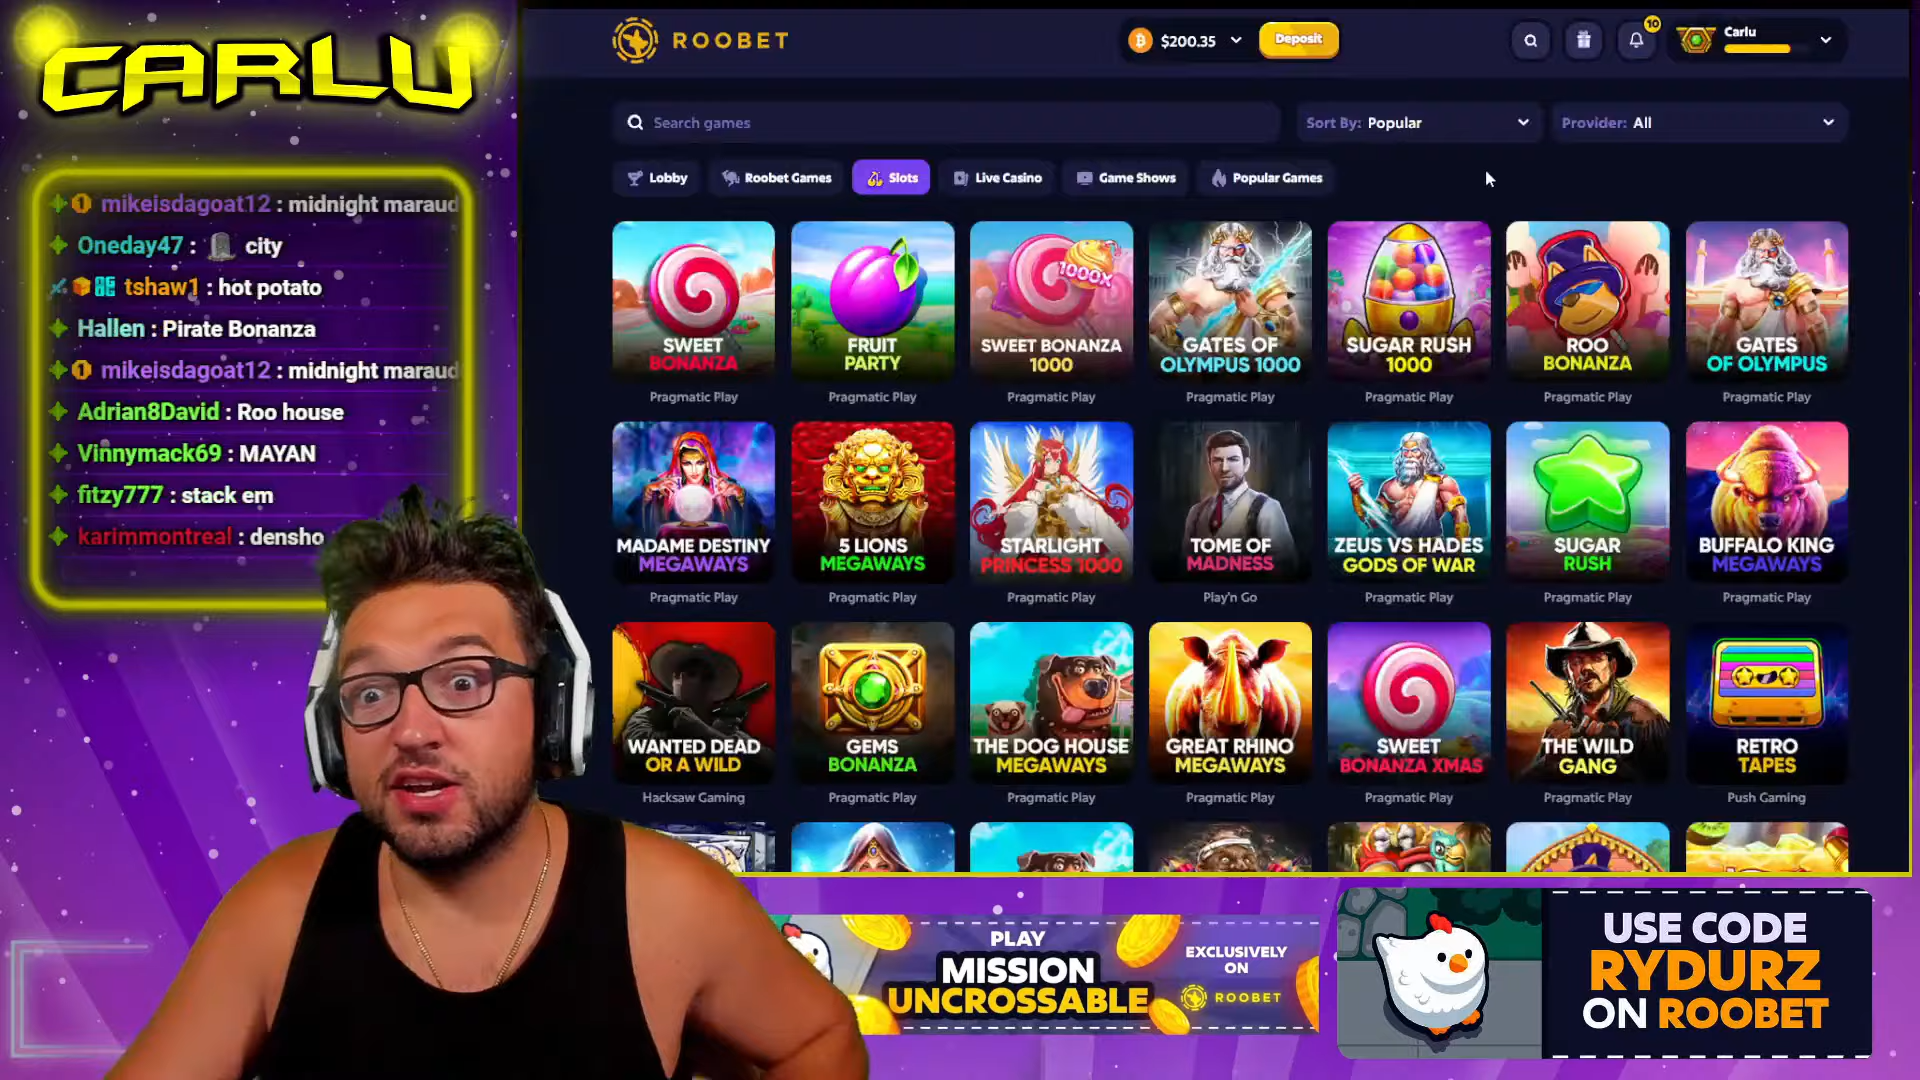 CARLU
1 mikeisdagoat12 : midnight maraud
Oneday47 : city
tshaw1 : hot potato
Hallen : Pirate Bonanza
1 mikeisdagoat12 : midnight maraud
Adrian8David : Roo house
Vinnymack69 : MAYAN
fitzy777 : stack em
karimmontreal : densho
ROOBET
$200.35
Deposit
10
Carlu
Search games
Sort By: Popular
Provider: All
Lobby
Roobet Games
Slots
Live Casino
Game Shows
Popular Games
SWEET
BONANZA
Pragmatic Play
FRUIT
PARTY
Pragmatic Play
1000X
SWEET BONANZA
1000
Pragmatic Play
GATES OF
OLYMPUS 1000
Pragmatic Play
SUGAR RUSH
1000
Pragmatic Play
ROO
BONANZA
Pragmatic Play
GATES
OF OLYMPUS
Pragmatic Play
MADAME DESTINY
MEGAWAYS
Pragmatic Play
5 LIONS
MEGAWAYS
Pragmatic Play
STARLIGHT
PRINCESS 1000
Pragmatic Play
TOME OF
MADNESS
Play'n Go
ZEUS VS HADES
GODS OF WAR
Pragmatic Play
SUGAR
RUSH
Pragmatic Play
BUFFALO KING
MEGAWAYS
Pragmatic Play
WANTED DEAD
OR A WILD
Hacksaw Gaming
GEMS
BONANZA
Pragmatic Play
THE DOG HOUSE
MEGAWAYS
Pragmatic Play
GREAT RHINO
MEGAWAYS
Pragmatic Play
SWEET
BONANZA XMAS
Pragmatic Play
THE WILD
GANG
Pragmatic Play
RETRO
TAPES
Push Gaming
PLAY
MISSION
UNCROSSABLE
EXCLUSIVELY
ON
ROOBET
USE CODE
RYDURZ
ON ROOBET